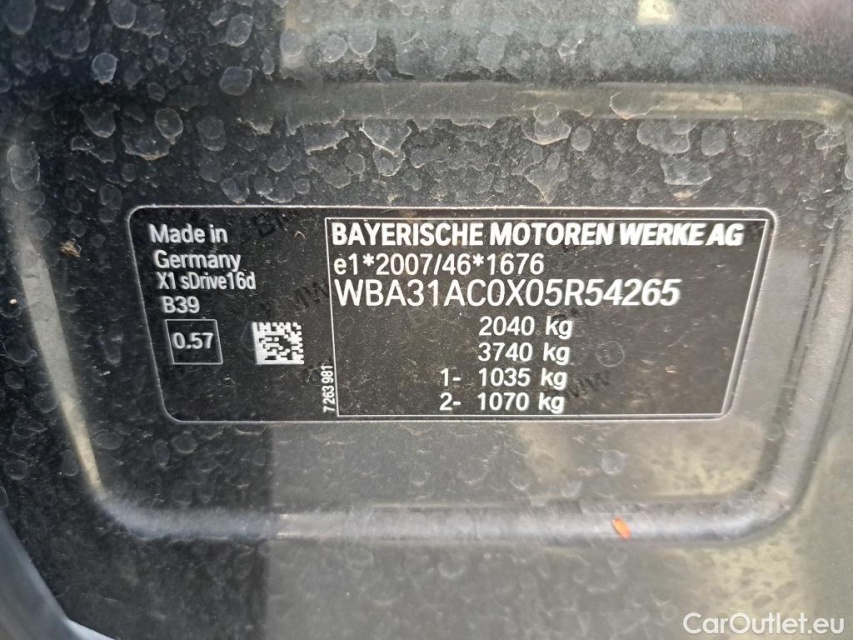 Made in
Germany
X1 sDrive16d
B39
0.57
7 263 981
BAYERISCHE MOTOREN WERKE AG
e1*2007/46*1676
WBA31AC0X05R54265
2040 kg
3740 kg
1- 1035 kg
2- 1070 kg
CarOutlet.eu